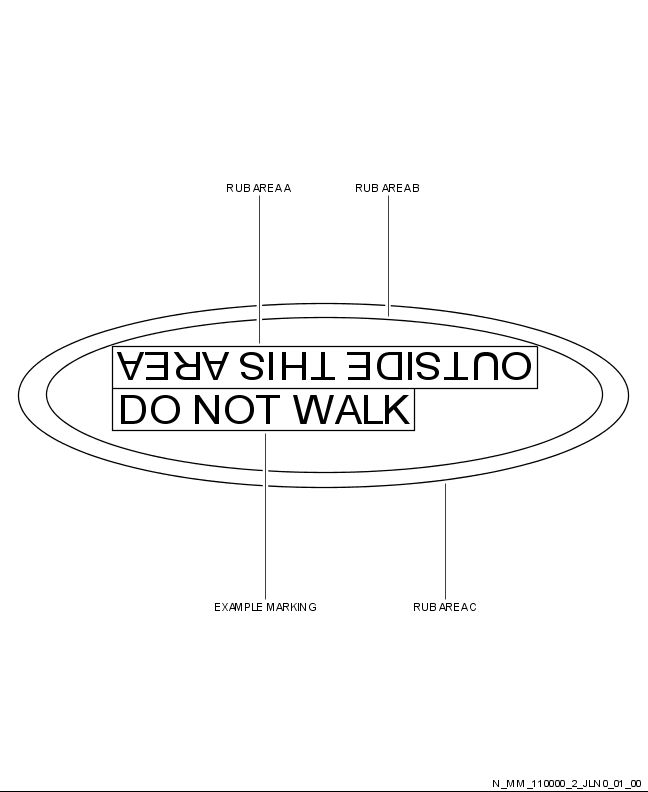 RUB AREA A
RUB AREA B
OUTSIDE THIS AREA
DO NOT WALK
EXAMPLE MARKING
RUB AREA C
N_MM_110000_2_JLN0_01_00